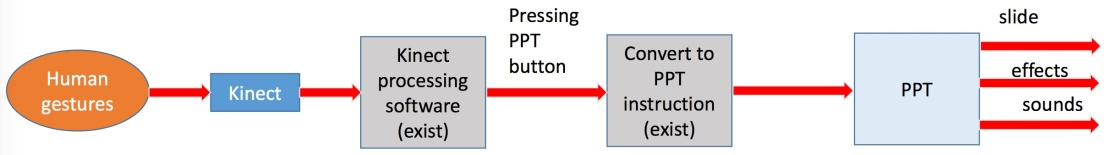 Human
gestures
Kinect
Kinect
processing
software
(exist)
Pressing
PPT
button
Convert to
PPT
instruction
(exist)
PPT
slide
effects
sounds